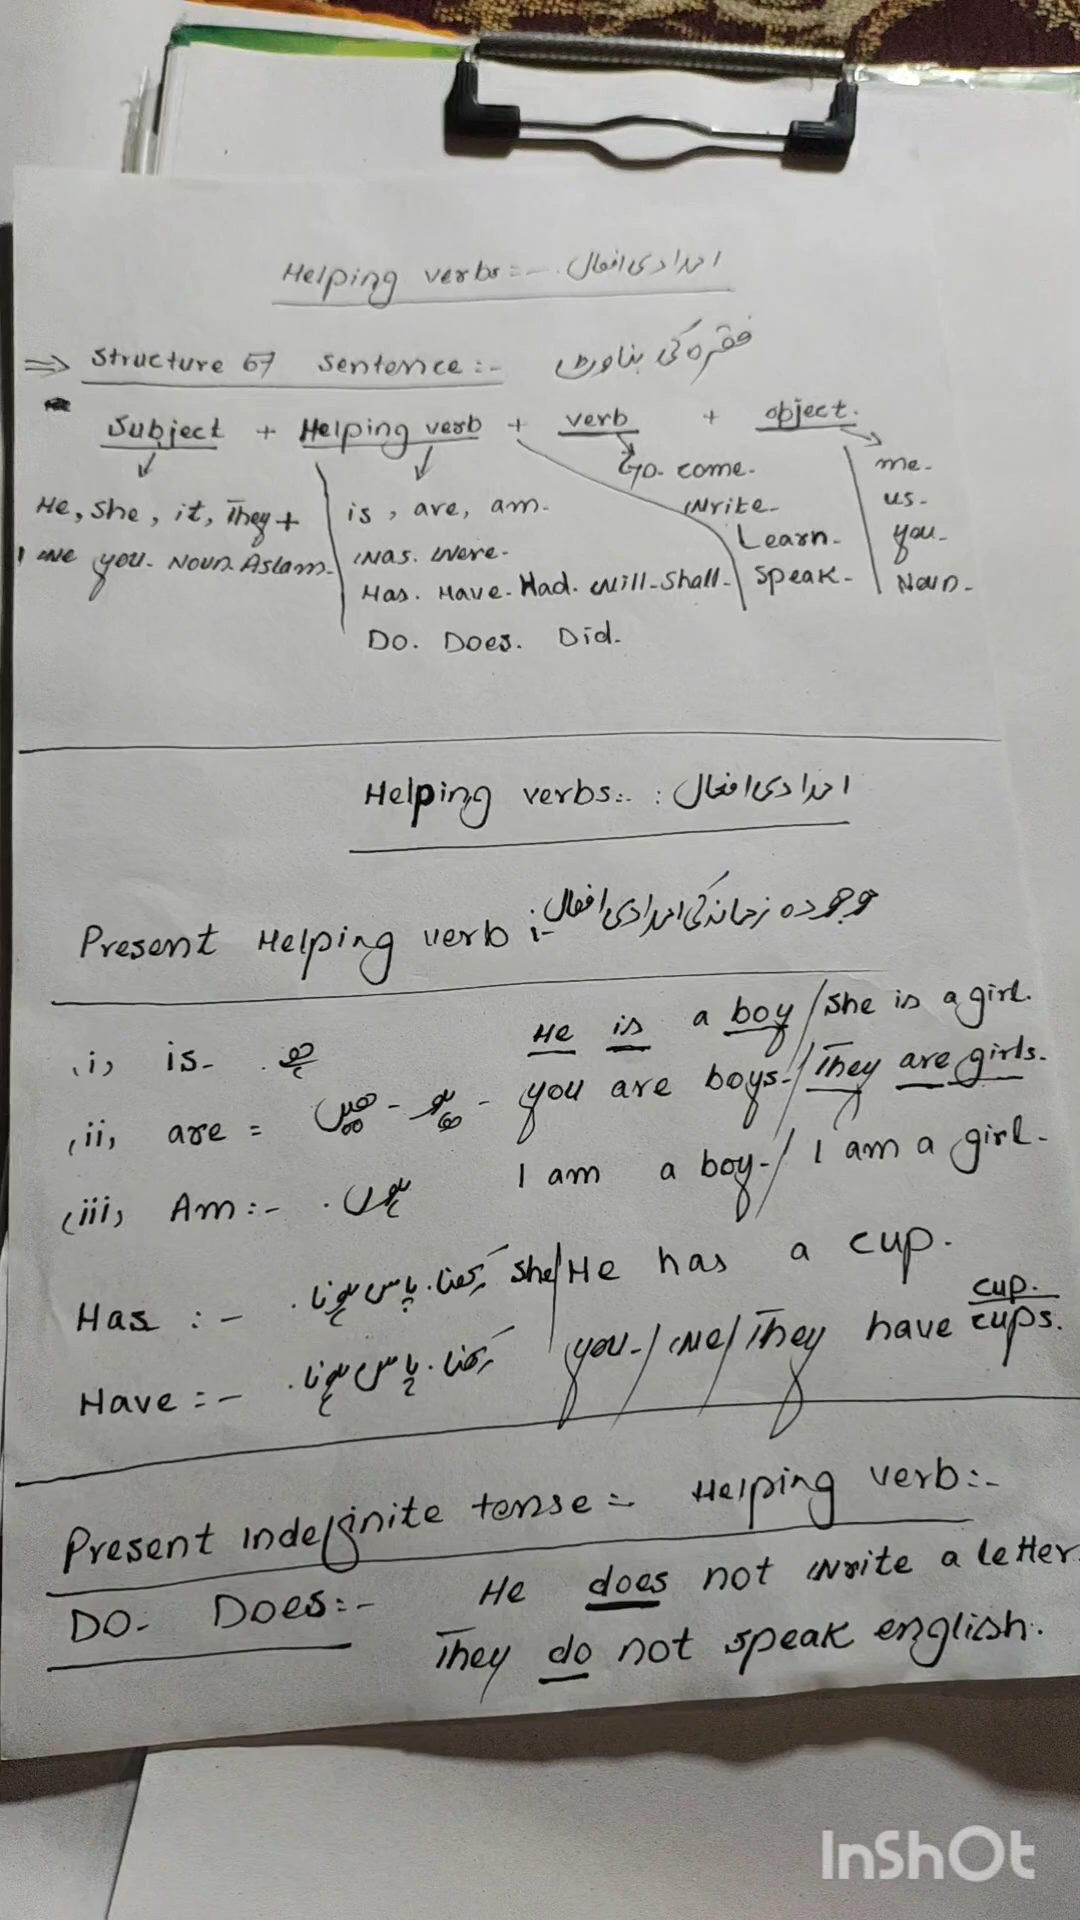 Helping verbs:- امدادی افعال
⇒ Structure of Sentence:- فقرہ کی بناوٹ
Subject + Helping verb + verb + object.
He, She, it, They + is, are, am. Go. come. me.
I we you. Noun. Aslam. was. were. write. us.
Has. Have. Had. will. Shall. Learn. you.
Do. Does. Did. Speak. Noun.
Helping verbs:- امدادی افعال
Present Helping verb :- موجودہ زمانہ کی امدادی افعال
(i) is- ہے He is a boy / She is a girl.
(ii) are = ہیں - ہو - you are boys- / They are girls.
(iii) Am:- ہوں I am a boy- / I am a girl.
Has :- رکھنا. پاس ہونا. She/He has a cup.
Have :- رکھنا. پاس ہونا. you-/we/They have cup. cups.
Present indefinite tense:- Helping verb:-
DO- Does:- He does not write a letter.
They do not speak english.
InShOt